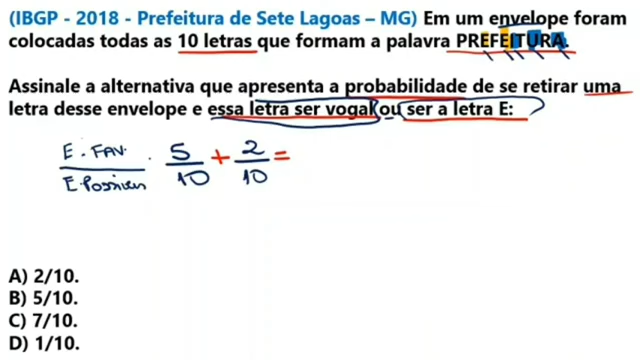 (IBGP - 2018 - Prefeitura de Sete Lagoas – MG) Em um envelope foram
colocadas todas as 10 letras que formam a palavra PREFEITURA.
Assinale a alternativa que apresenta a probabilidade de se retirar uma
letra desse envelope e essa letra ser vogal ou ser a letra E:
E. FAV. 5 + 2 =
E. Possíveis 10 10
A) 2/10.
B) 5/10.
C) 7/10.
D) 1/10.